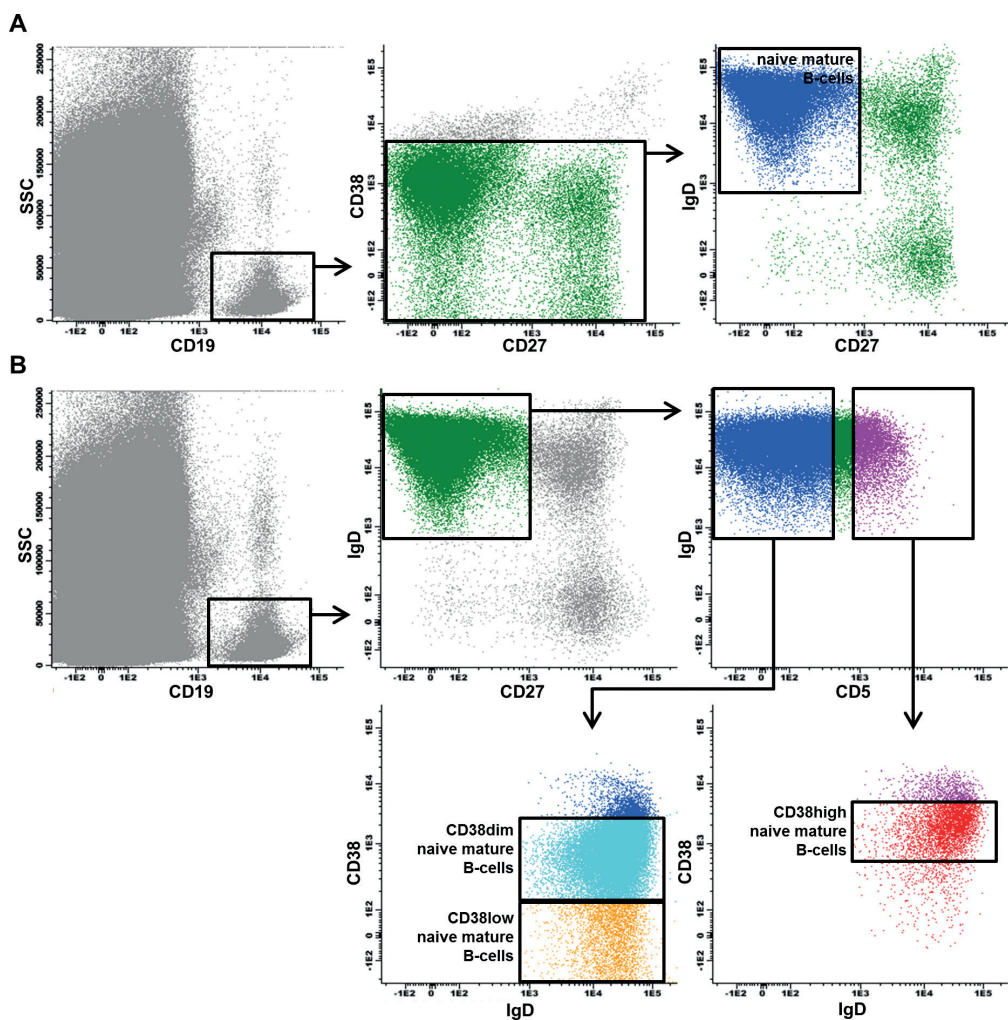 A
250000
200000
150000
100000
50000
0
SSC
-1E2 0 1E2 1E3 1E4 1E5
CD19
1E5
1E4
1E3
1E2
0
-1E2
CD38
-1E2 0 1E2 1E3 1E4 1E5
CD27
1E5
1E4
1E3
1E2
0
-1E2
IgD
naive mature
B-cells
-1E2 0 1E2 1E3 1E4 1E5
CD27
B
250000
200000
150000
100000
50000
0
SSC
-1E2 0 1E2 1E3 1E4 1E5
CD19
1E5
1E4
1E3
1E2
0
-1E2
IgD
-1E2 0 1E2 1E3 1E4 1E5
CD27
1E5
1E4
1E3
1E2
0
-1E2
IgD
-1E2 0 1E2 1E3 1E4 1E5
CD5
1E5
1E4
1E3
1E2
0
-1E2
CD38
CD38dim
naive mature
B-cells
CD38low
naive mature
B-cells
-1E2 0 1E2 1E3 1E4 1E5
IgD
1E5
1E4
1E3
1E2
0
-1E2
CD38
CD38high
naive mature
B-cells
-1E2 0 1E2 1E3 1E4 1E5
IgD